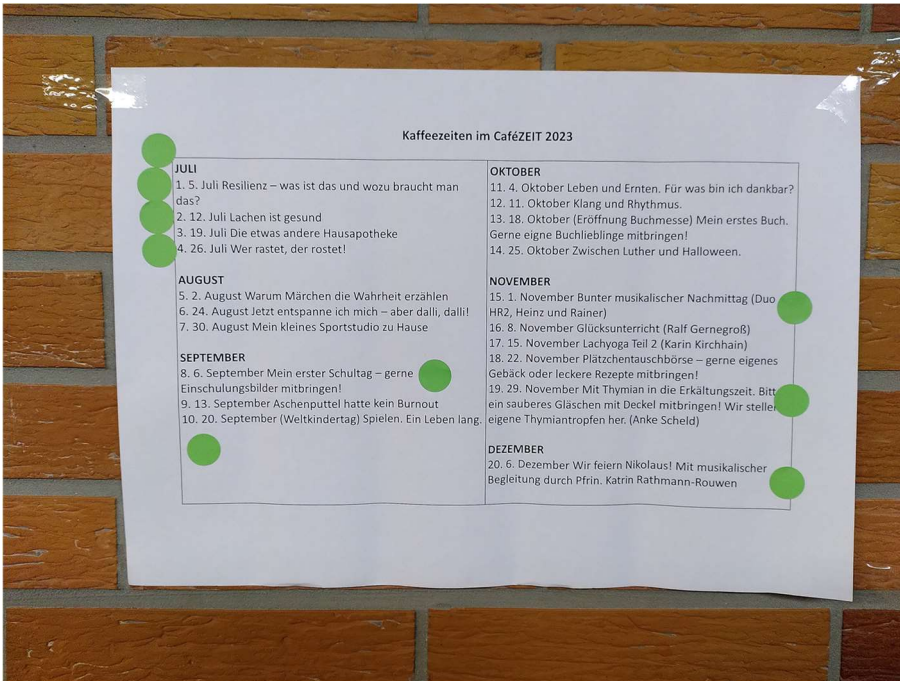 Kaffeezeiten im CaféZEIT 2023
JULI
1. 5. Juli Resilienz – was ist das und wozu braucht man
das?
2. 12. Juli Lachen ist gesund
3. 19. Juli Die etwas andere Hausapotheke
4. 26. Juli Wer rastet, der rostet!
AUGUST
5. 2. August Warum Märchen die Wahrheit erzählen
6. 24. August Jetzt entspanne ich mich – aber dalli, dalli!
7. 30. August Mein kleines Sportstudio zu Hause
SEPTEMBER
8. 6. September Mein erster Schultag – gerne
Einschulungsbilder mitbringen!
9. 13. September Aschenputtel hatte kein Burnout
10. 20. September (Weltkindertag) Spielen. Ein Leben lang.
OKTOBER
11. 4. Oktober Leben und Ernten. Für was bin ich dankbar?
12. 11. Oktober Klang und Rhythmus.
13. 18. Oktober (Eröffnung Buchmesse) Mein erstes Buch.
Gerne eigne Buchlieblinge mitbringen!
14. 25. Oktober Zwischen Luther und Halloween.
NOVEMBER
15. 1. November Bunter musikalischer Nachmittag (Duo
HR2, Heinz und Rainer)
16. 8. November Glücksunterricht (Ralf Gernegroß)
17. 15. November Lachyoga Teil 2 (Karin Kirchhain)
18. 22. November Plätzchentauschbörse – gerne eigenes
Gebäck oder leckere Rezepte mitbringen!
19. 29. November Mit Thymian in die Erkältungszeit. Bitt
ein sauberes Gläschen mit Deckel mitbringen! Wir stellen
eigene Thymiantropfen her. (Anke Scheld)
DEZEMBER
20. 6. Dezember Wir feiern Nikolaus! Mit musikalischer
Begleitung durch Pfrin. Katrin Rathmann-Rouwen